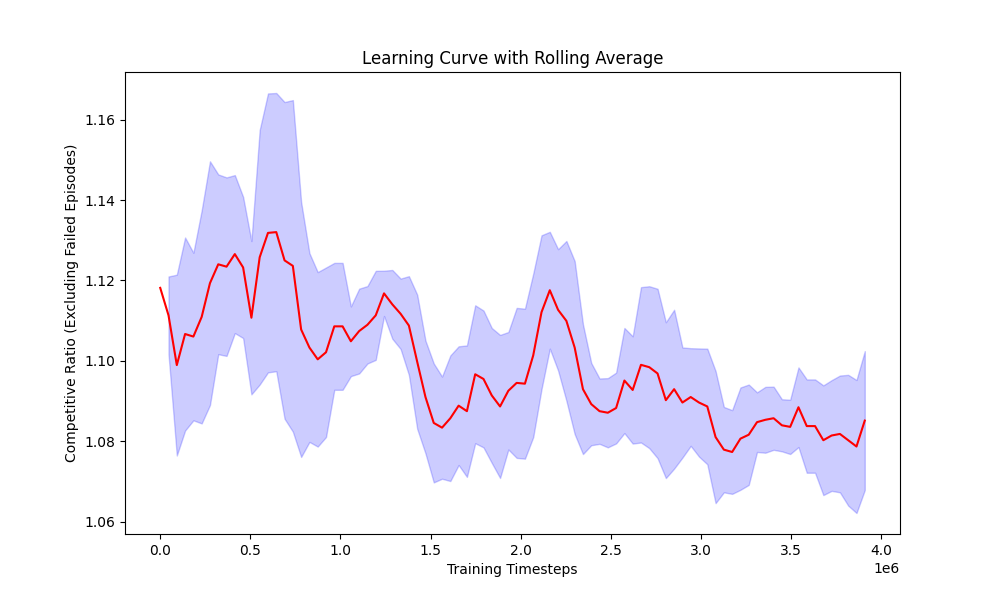 Learning Curve with Rolling Average
Competitive Ratio (Excluding Failed Episodes)
1.16
1.14
1.12
1.10
1.08
1.06
0.0 0.5 1.0 1.5 2.0 2.5 3.0 3.5 4.0
1e6
Training Timesteps